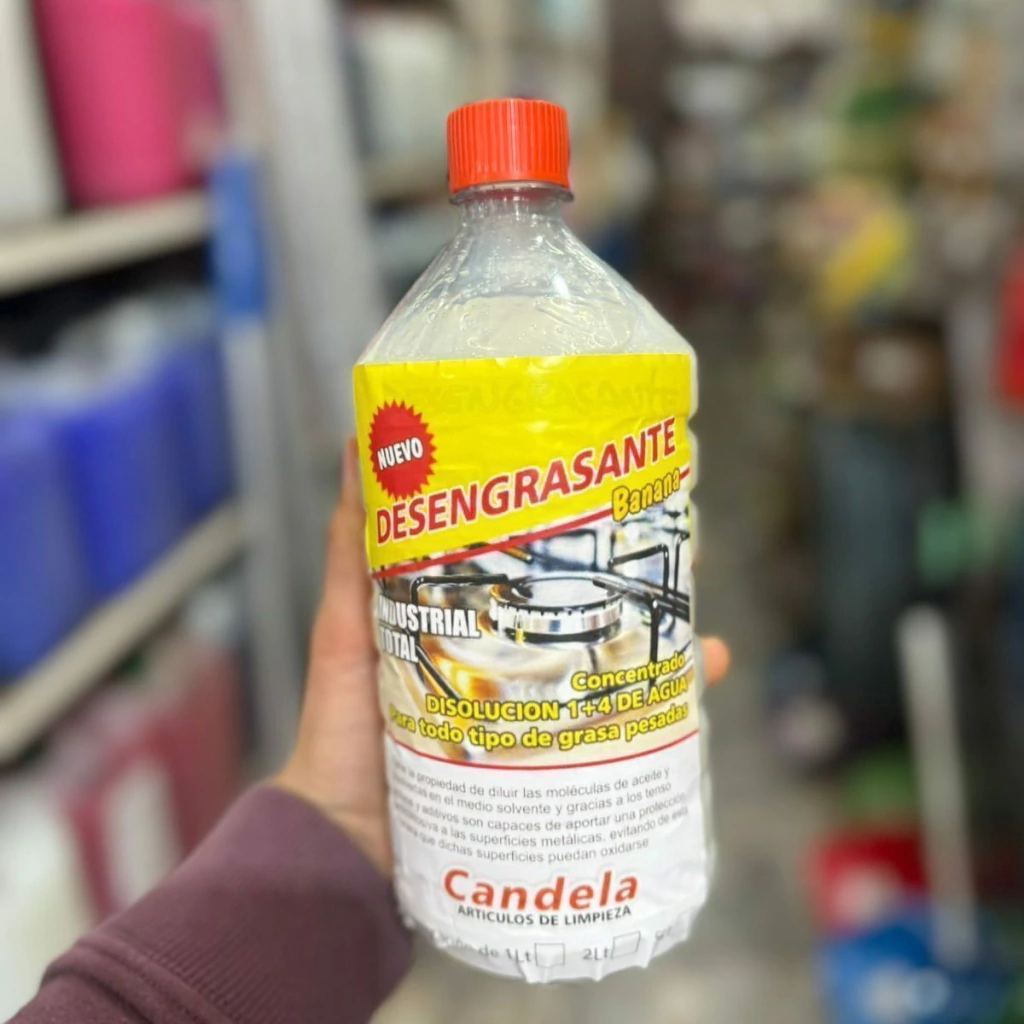 NUEVO
DESENGRASANTE
Banana
INDUSTRIAL
TOTAL
Concentrado
DISOLUCION 1+4 DE AGUA
Para todo tipo de grasa pesadas
la propiedad de diluir las moléculas de aceite y
en el medio solvente y gracias a los tenso
y aditivos son capaces de aportar una protección
a las superficies metálicas, evitando de esta
que dichas superficies puedan oxidarse
Candela
ARTICULOS DE LIMPIEZA
de 1Lt 2Lt